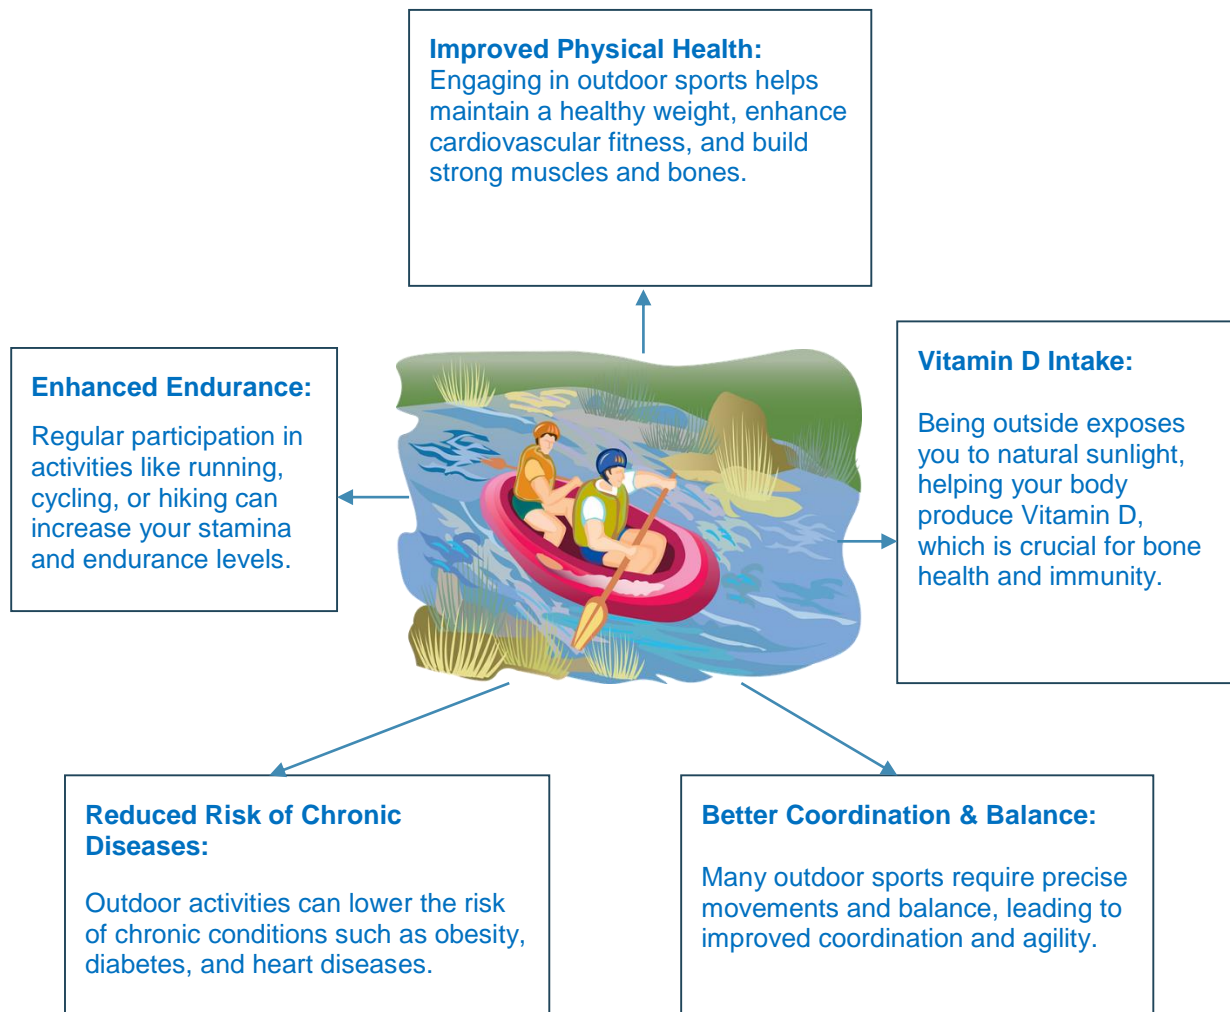 Improved Physical Health:
Engaging in outdoor sports helps
maintain a healthy weight, enhance
cardiovascular fitness, and build
strong muscles and bones.
Enhanced Endurance:
Regular participation in
activities like running,
cycling, or hiking can
increase your stamina
and endurance levels.
Vitamin D Intake:
Being outside exposes
you to natural sunlight,
helping your body
produce Vitamin D,
which is crucial for bone
health and immunity.
Reduced Risk of Chronic
Diseases:
Outdoor activities can lower the risk
of chronic conditions such as obesity,
diabetes, and heart diseases.
Better Coordination & Balance:
Many outdoor sports require precise
movements and balance, leading to
improved coordination and agility.